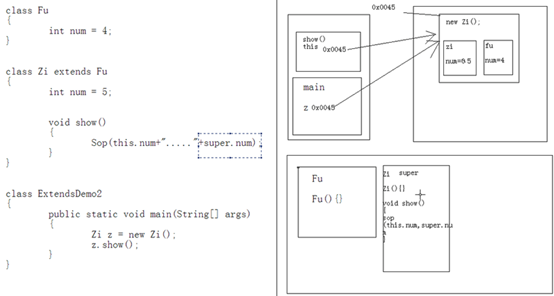 class Fu
{
int num = 4;
}
class Zi extends Fu
{
int num = 5;
void show()
{
Sop(this.num+"....."+super.num);
}
}
class ExtendsDemo2
{
public static void main(String[] args)
{
Zi z = new Zi();
z.show();
}
}
0x0045
show()
this 0x0045
main
z 0x0045
new Zi();
zi
num=0 5
fu
num=4
Fu
Fu(){}
Zi super
Zi(){}
void show()
{
sop
(this.num,super.nu
}